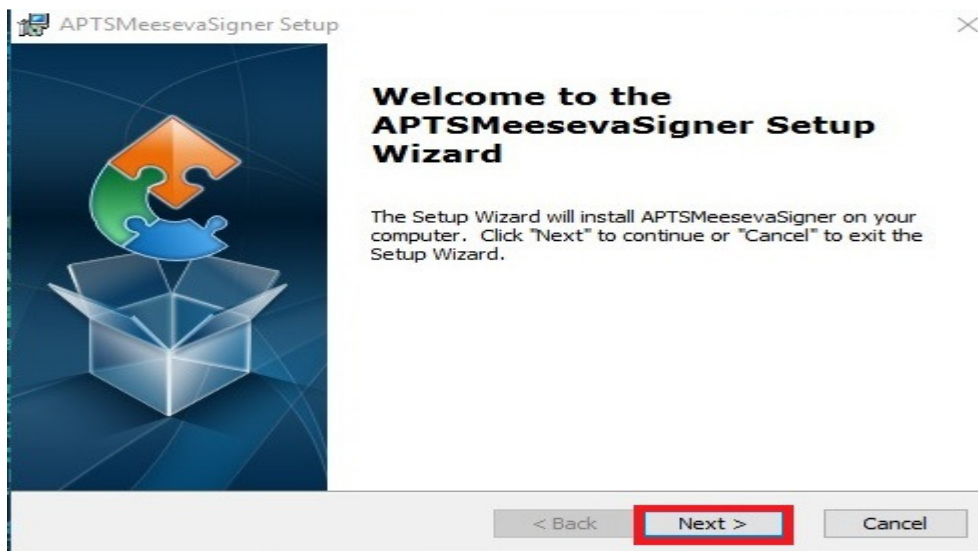 APTSMeesevaSigner Setup
Welcome to the
APTSMeesevaSigner Setup
Wizard
The Setup Wizard will install APTSMeesevaSigner on your
computer. Click "Next" to continue or "Cancel" to exit the
Setup Wizard.
< Back
Next >
Cancel